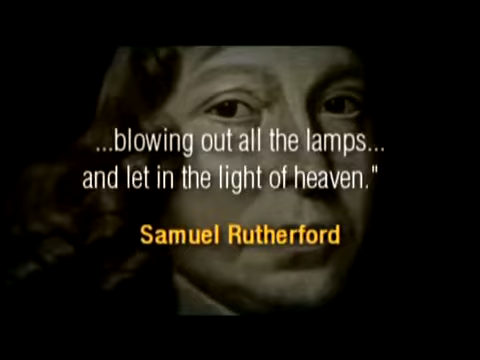 ...blowing out all the lamps...
and let in the light of heaven."
Samuel Rutherford